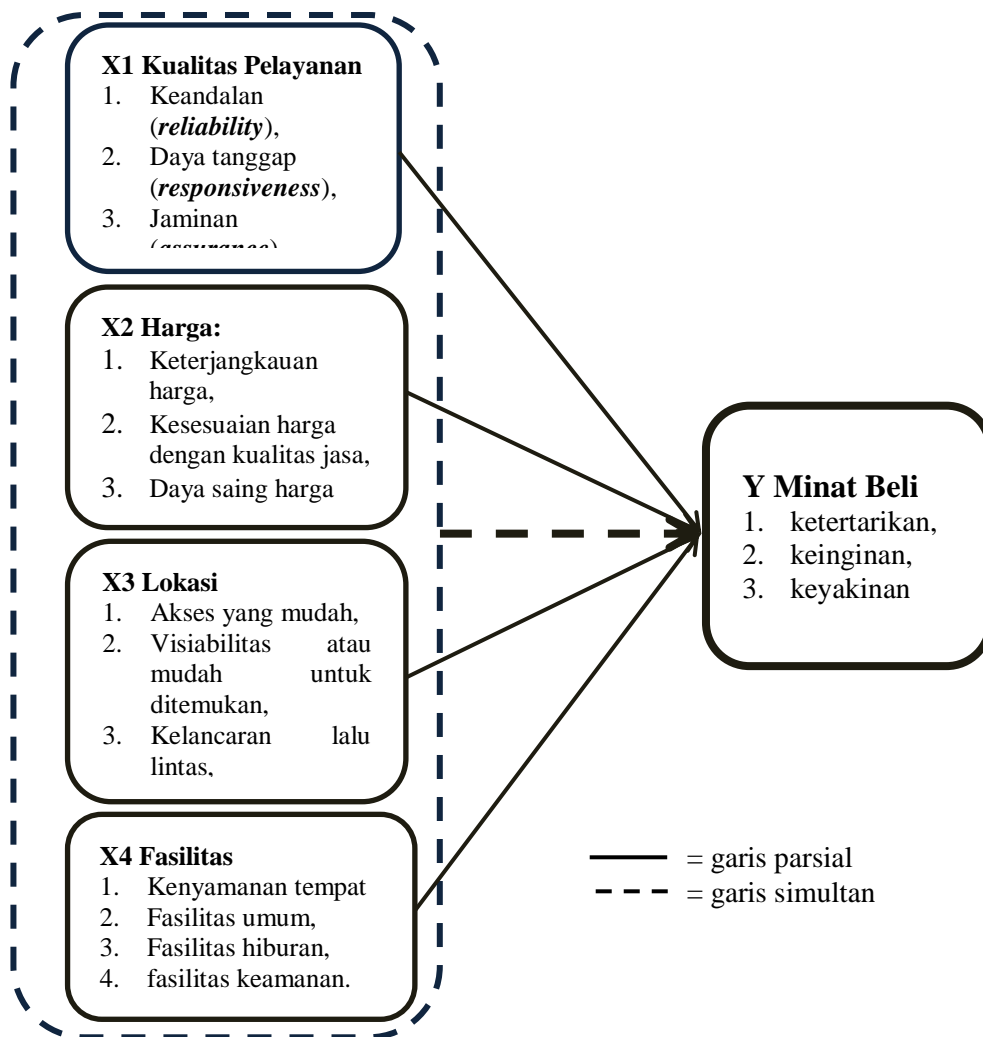 X1 Kualitas Pelayanan
1. Keandalan
(reliability),
2. Daya tanggap
(responsiveness),
3. Jaminan
(assurance)
X2 Harga:
1. Keterjangkauan
harga,
2. Kesesuaian harga
dengan kualitas jasa,
3. Daya saing harga
X3 Lokasi
1. Akses yang mudah,
2. Visiabilitas atau
mudah untuk
ditemukan,
3. Kelancaran lalu
lintas,
X4 Fasilitas
1. Kenyamanan tempat
2. Fasilitas umum,
3. Fasilitas hiburan,
4. fasilitas keamanan.
Y Minat Beli
1. ketertarikan,
2. keinginan,
3. keyakinan
= garis parsial
= garis simultan